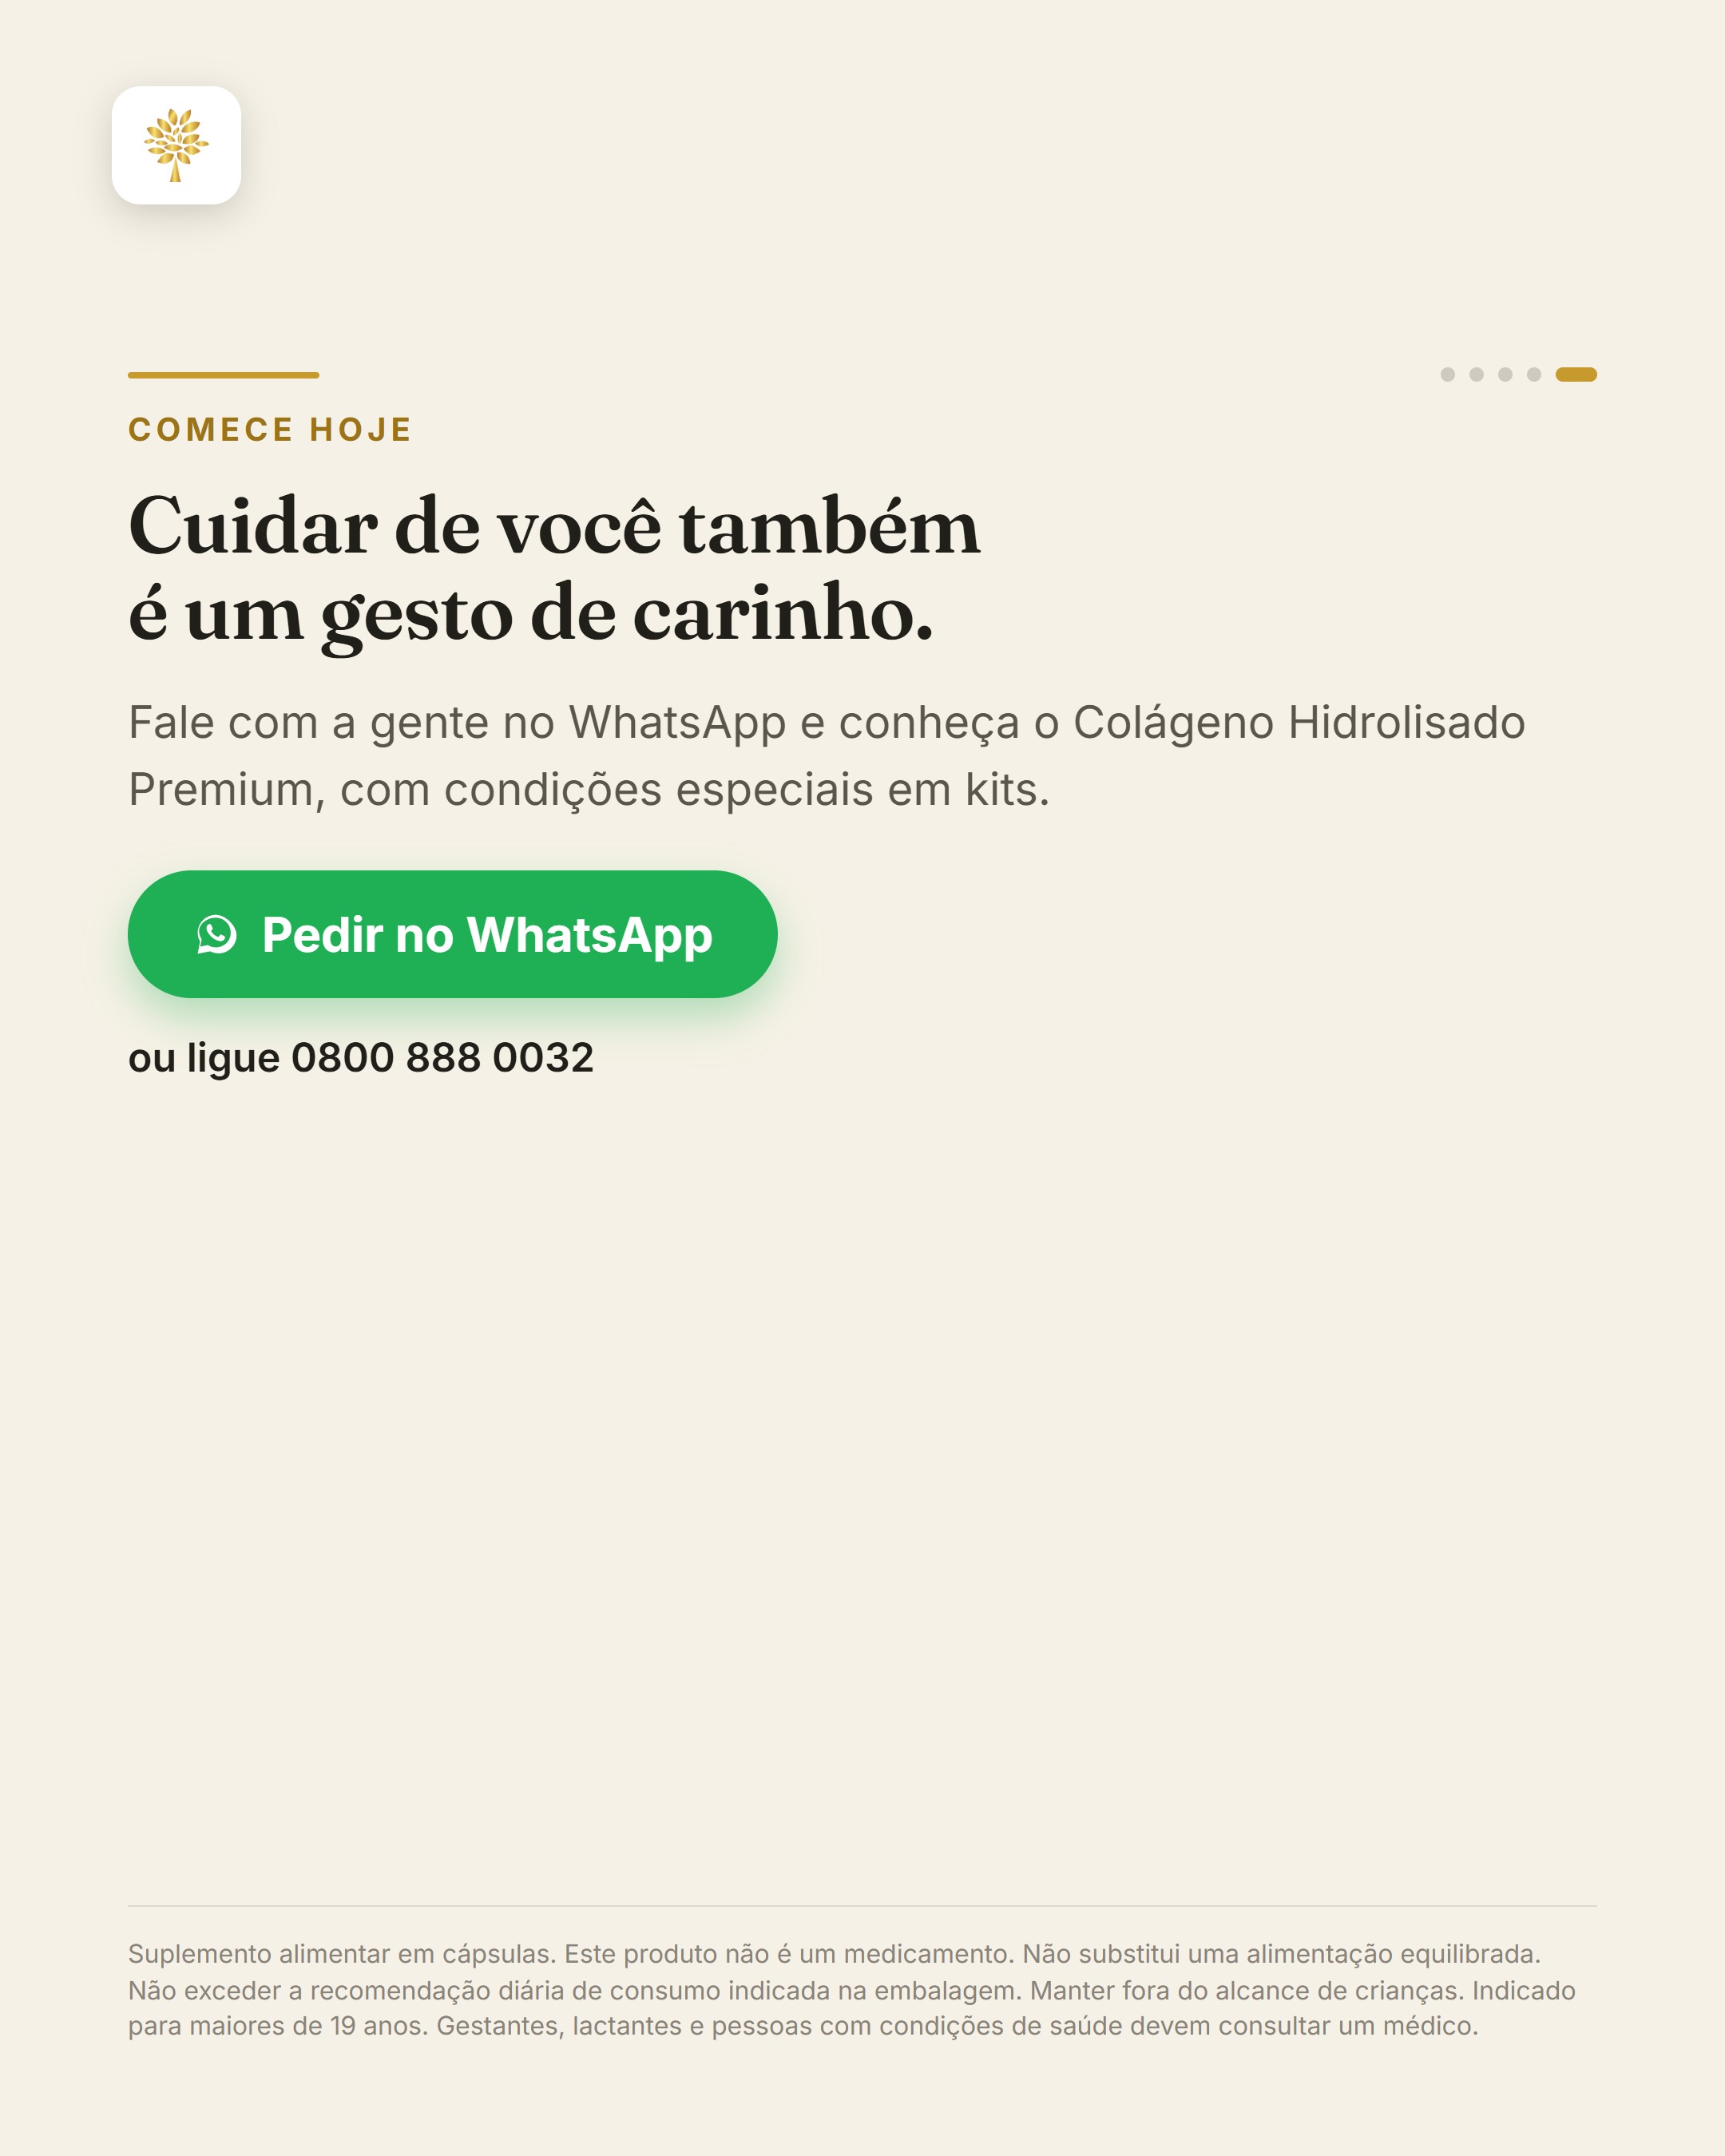 COMECE HOJE
Cuidar de você também
é um gesto de carinho.
Fale com a gente no WhatsApp e conheça o Colágeno Hidrolisado
Premium, com condições especiais em kits.
Pedir no WhatsApp
ou ligue 0800 888 0032
Suplemento alimentar em cápsulas. Este produto não é um medicamento. Não substitui uma alimentação equilibrada.
Não exceder a recomendação diária de consumo indicada na embalagem. Manter fora do alcance de crianças. Indicado
para maiores de 19 anos. Gestantes, lactantes e pessoas com condições de saúde devem consultar um médico.